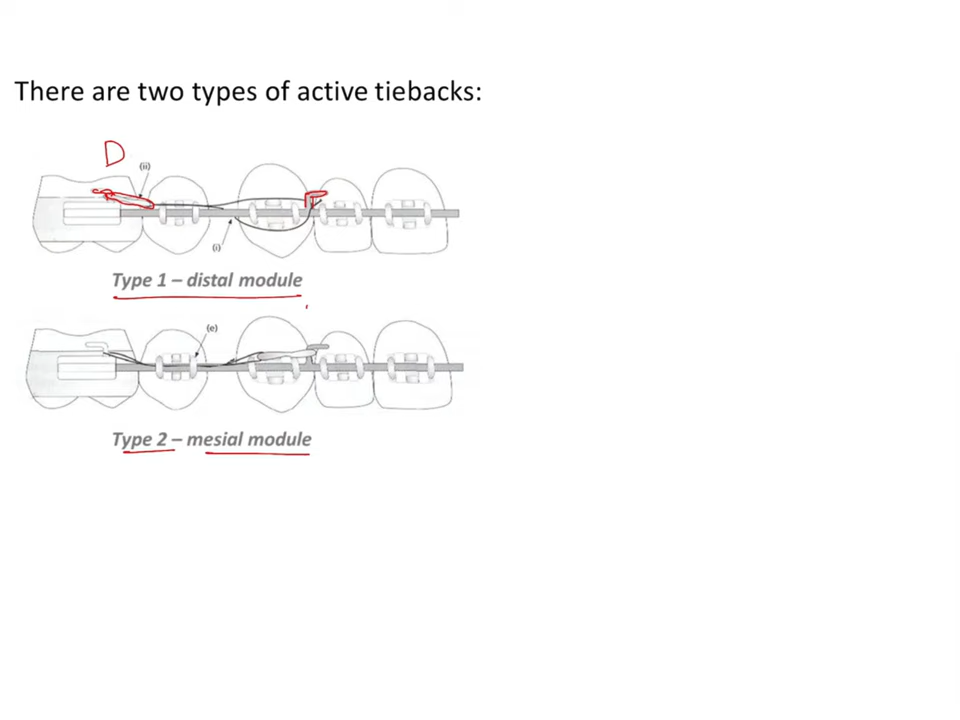 There are two types of active tiebacks:
D
(ii)
(i)
Type 1 – distal module
(e)
Type 2 – mesial module